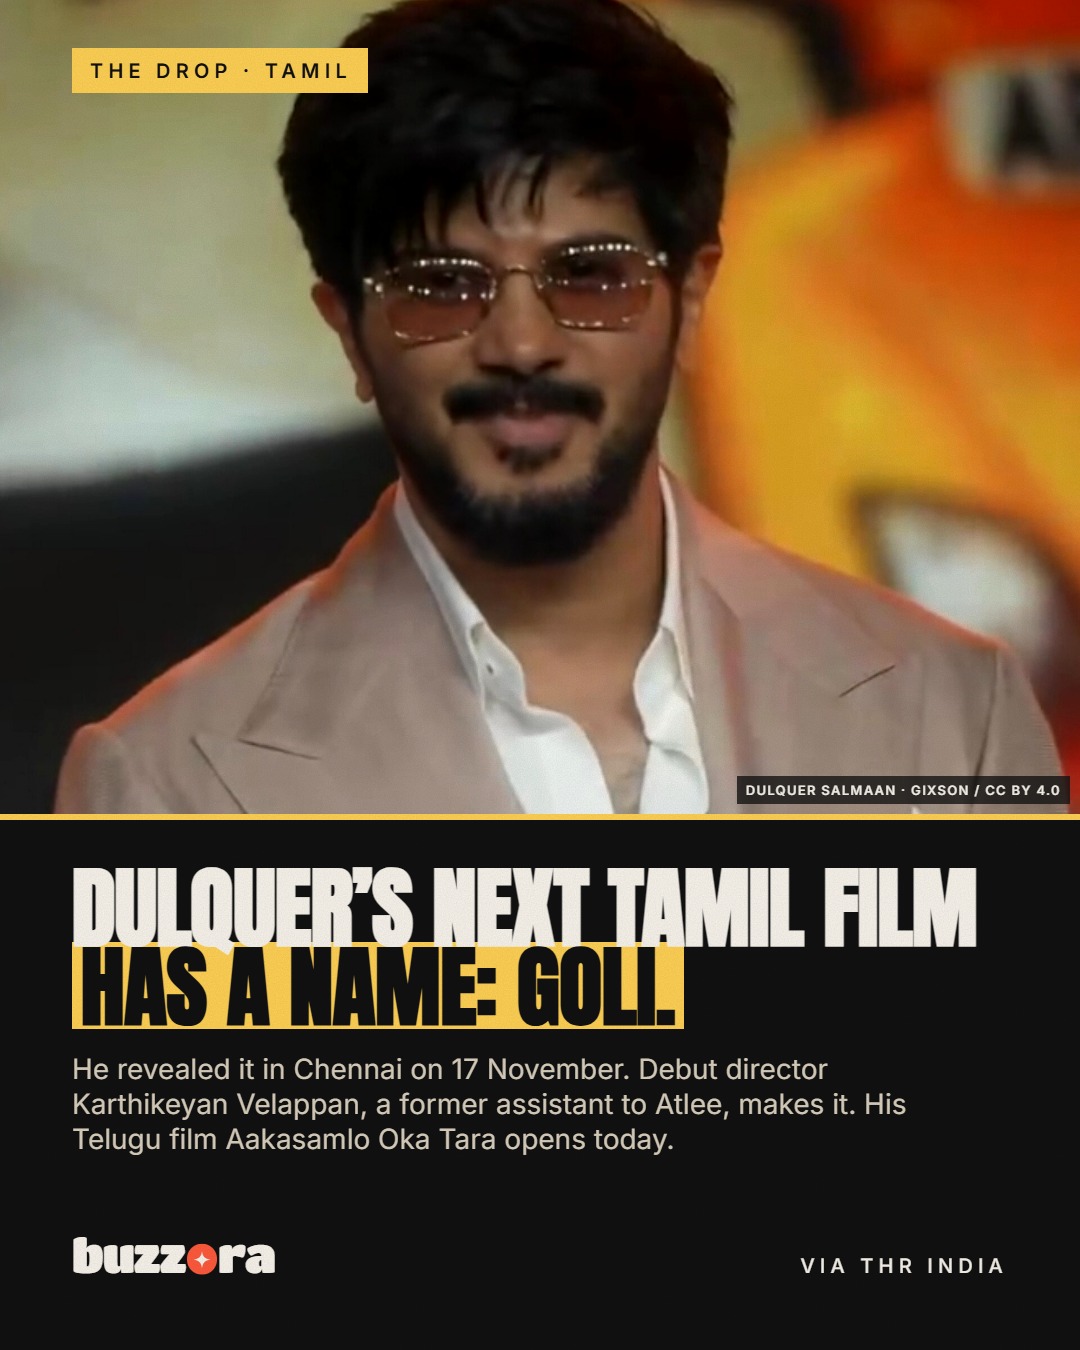 THE DROP · TAMIL
DULQUER SALMAAN · GIXSON / CC BY 4.0
DULQUER'S NEXT TAMIL FILM
HAS A NAME: GOLI.
He revealed it in Chennai on 17 November. Debut director
Karthikeyan Velappan, a former assistant to Atlee, makes it. His
Telugu film Aakasamlo Oka Tara opens today.
buzzora
VIA THR INDIA